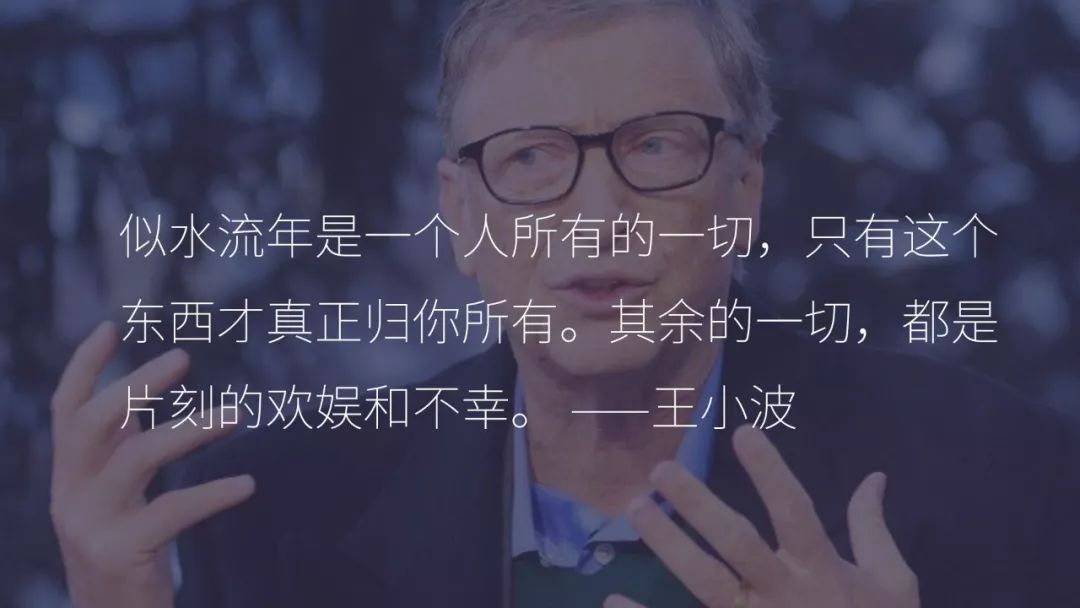 似水流年是一个人所有的一切，只有这个
东西才真正归你所有。其余的一切，都是
片刻的欢娱和不幸。 ——王小波